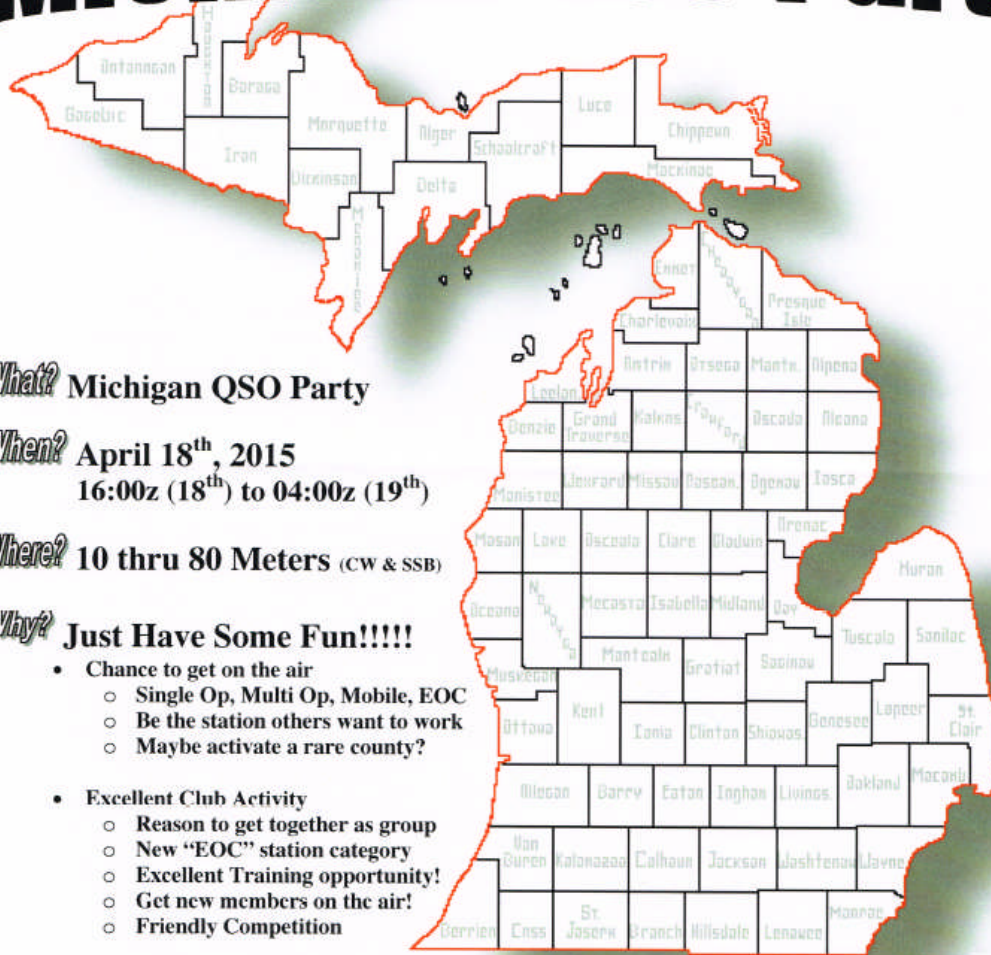 Houghton
Ontanogan
Baraga
Gogebic
Marquette
Alger
Luce
Chippewa
Schoolcraft
Iron
Mackinac
Dickinson
Delta
Menominee
Emmet
Cheboygan
Presque
Isle
Charlevoix
Antrim
Otsego
Montm.
Alpena
Leelan.
Benzie
Grand
Traverse
Kalkas.
Crawford
Oscoda
Alcona
Manistee
Wexford
Missau
Roscom.
Ogemaw
Iosco
Arenac
Mason
Lake
Osceola
Clare
Gladwin
Huron
Oceana
Newaygo
Mecosta
Isabella
Midland
Bay
Tuscola
Sanilac
Muskegon
Montcalm
Gratiot
Saginaw
Ottawa
Kent
Ionia
Clinton
Shiawas.
Genesee
Lapeer
St.
Clair
Allegan
Barry
Eaton
Ingham
Livings.
Oakland
Macomb
Van
Buren
Kalamazoo
Calhoun
Jackson
Washtenaw
Wayne
Berrien
Cass
St.
Joseph
Branch
Hillsdale
Lenawee
Monroe
What? Michigan QSO Party
When? April 18th, 2015
16:00z (18th) to 04:00z (19th)
Where? 10 thru 80 Meters (CW & SSB)
Why? Just Have Some Fun!!!!!
• Chance to get on the air
o Single Op, Multi Op, Mobile, EOC
o Be the station others want to work
o Maybe activate a rare county?
• Excellent Club Activity
o Reason to get together as group
o New “EOC” station category
o Excellent Training opportunity!
o Get new members on the air!
o Friendly Competition